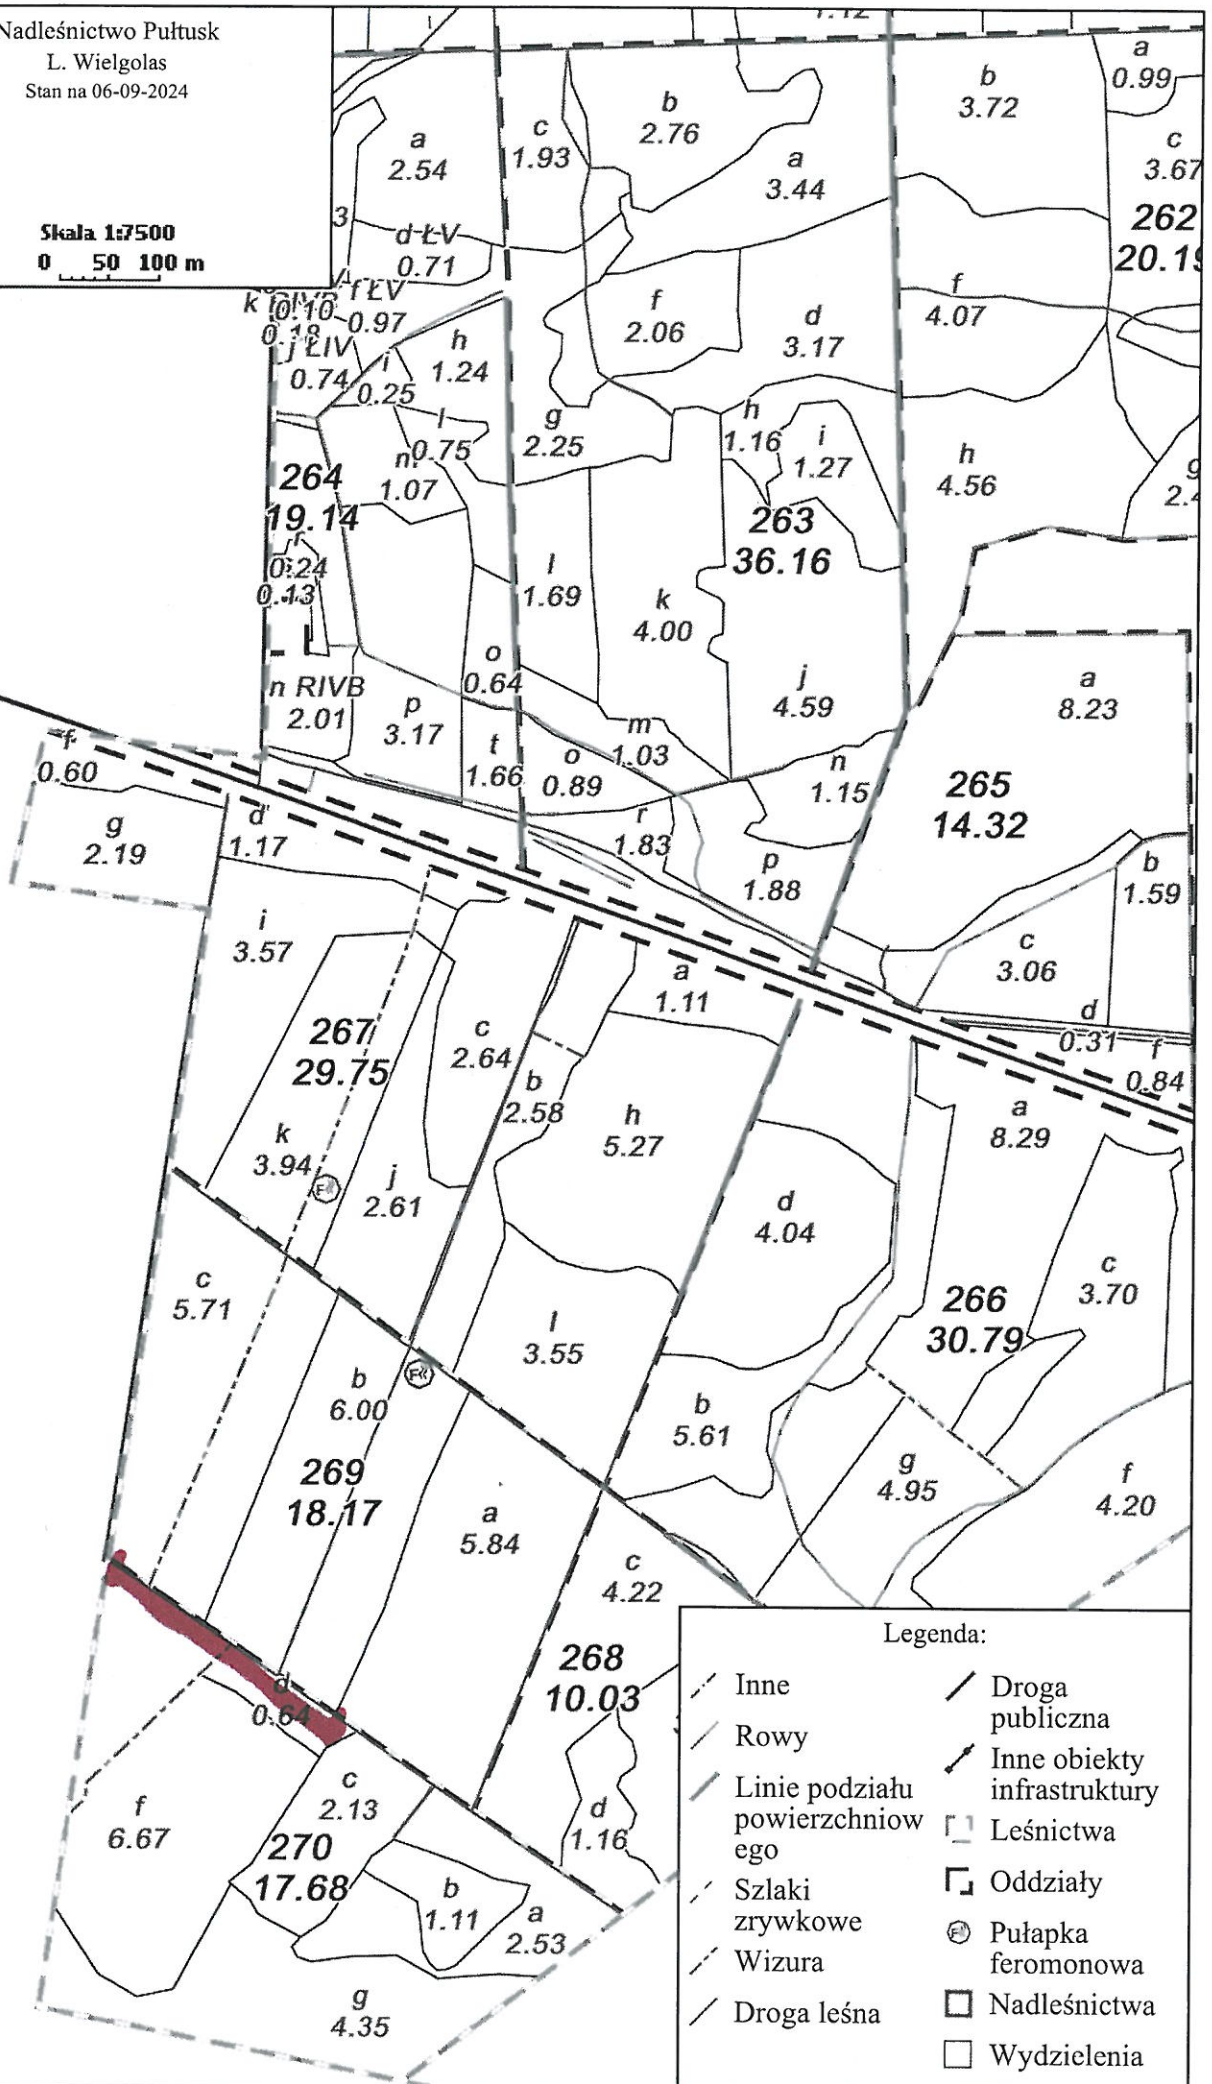 Nadleśnictwo Pułtusk
L. Wielgolas
Stan na 06-09-2024
Skala 1:7500
0 50 100 m
a
0.99
b
3.72
b
2.76
c
1.93
a
2.54
a
3.44
c
3.67
262
3
d ŁV
0.71
f ŁV
0.97
k
0.10
0.18
j ŁIV
0.74
i
0.25
h
1.24
f
2.06
d
3.17
f
4.07
l
0.75
g
2.25
h
1.16
i
1.27
h
4.56
g
264
19.14
n
1.07
263
36.16
r
0.24
0.13
l
1.69
k
4.00
o
0.64
j
4.59
a
8.23
n RIVB
2.01
p
3.17
t
1.66
m
1.03
o
0.89
n
1.15
265
14.32
f
0.60
g
2.19
d
1.17
r
1.83
p
1.88
b
1.59
i
3.57
c
3.06
a
1.11
d
0.31
f
0.84
267
29.75
c
2.64
b
2.58
h
5.27
a
8.29
k
3.94
F
j
2.61
d
4.04
c
5.71
l
3.55
266
30.79
c
3.70
F
b
6.00
b
5.61
269
18.17
a
5.84
g
4.95
f
4.20
c
4.22
268
10.03
d
0.64
c
2.13
f
6.67
270
17.68
d
1.16
b
1.11
a
2.53
g
4.35
Legenda:
Inne
Rowy
Linie podziału
powierzchniow
ego
Szlaki
zrywkowe
Wizura
Droga leśna
Droga
publiczna
Inne obiekty
infrastruktury
Leśnictwa
Oddziały
F
Pułapka
feromonowa
Nadleśnictwa
Wydzielenia